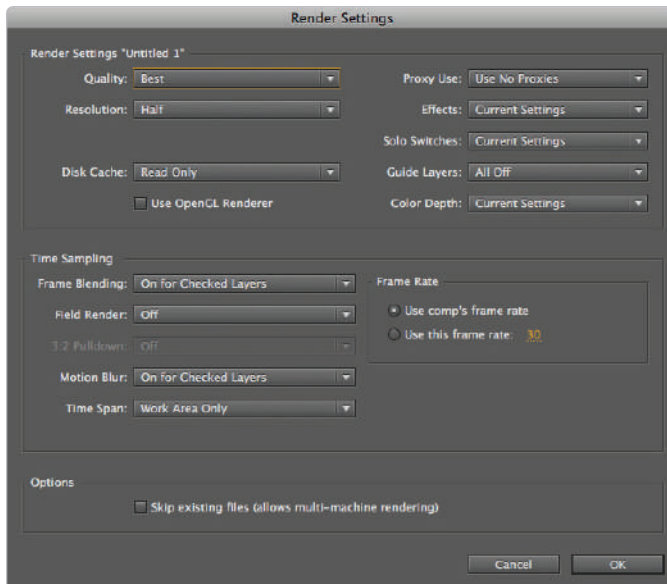 Render Settings
Render Settings "Untitled 1"
Quality: Best
Proxy Use: Use No Proxies
Resolution: Half
Effects: Current Settings
Solo Switches: Current Settings
Disk Cache: Read Only
Guide Layers: All Off
Use OpenGL Renderer
Color Depth: Current Settings
Time Sampling
Frame Blending: On for Checked Layers
Frame Rate
Field Render: Off
Use comp's frame rate
3:2 Pulldown: Off
Use this frame rate: 30
Motion Blur: On for Checked Layers
Time Span: Work Area Only
Options
Skip existing files (allows multi-machine rendering)
Cancel
OK